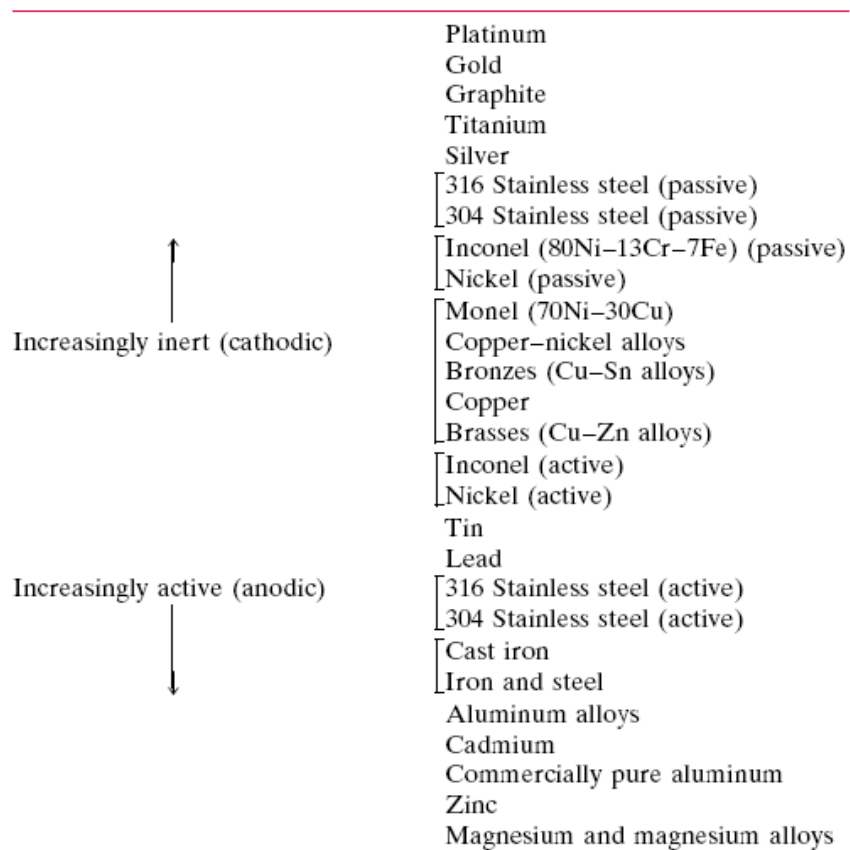 Platinum
Gold
Graphite
Titanium
Silver
316 Stainless steel (passive)
304 Stainless steel (passive)
Inconel (80Ni–13Cr–7Fe) (passive)
Nickel (passive)
Monel (70Ni–30Cu)
Increasingly inert (cathodic)
Copper–nickel alloys
Bronzes (Cu–Sn alloys)
Copper
Brasses (Cu–Zn alloys)
Inconel (active)
Nickel (active)
Tin
Lead
Increasingly active (anodic)
316 Stainless steel (active)
304 Stainless steel (active)
Cast iron
Iron and steel
Aluminum alloys
Cadmium
Commercially pure aluminum
Zinc
Magnesium and magnesium alloys